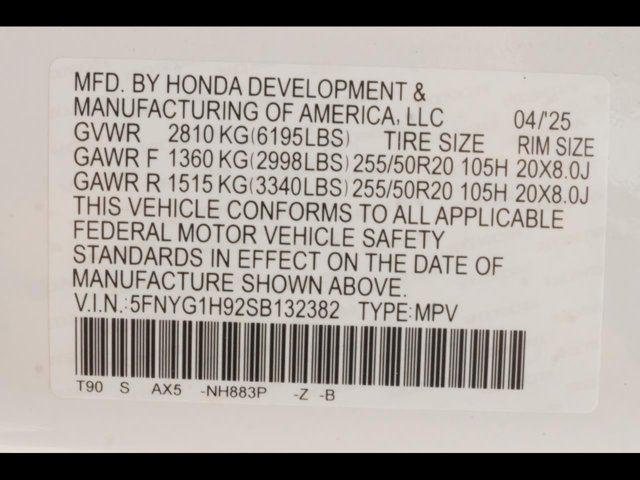 MFD. BY HONDA DEVELOPMENT &
MANUFACTURING OF AMERICA, LLC 04/'25
GVWR 2810 KG(6195LBS) TIRE SIZE RIM SIZE
GAWR F 1360 KG(2998LBS) 255/50R20 105H 20X8.0J
GAWR R 1515 KG(3340LBS) 255/50R20 105H 20X8.0J
THIS VEHICLE CONFORMS TO ALL APPLICABLE
FEDERAL MOTOR VEHICLE SAFETY
STANDARDS IN EFFECT ON THE DATE OF
MANUFACTURE SHOWN ABOVE.
V.I.N.:5FNYG1H92SB132382 TYPE:MPV
T90 S AX5 -NH883P -Z -B